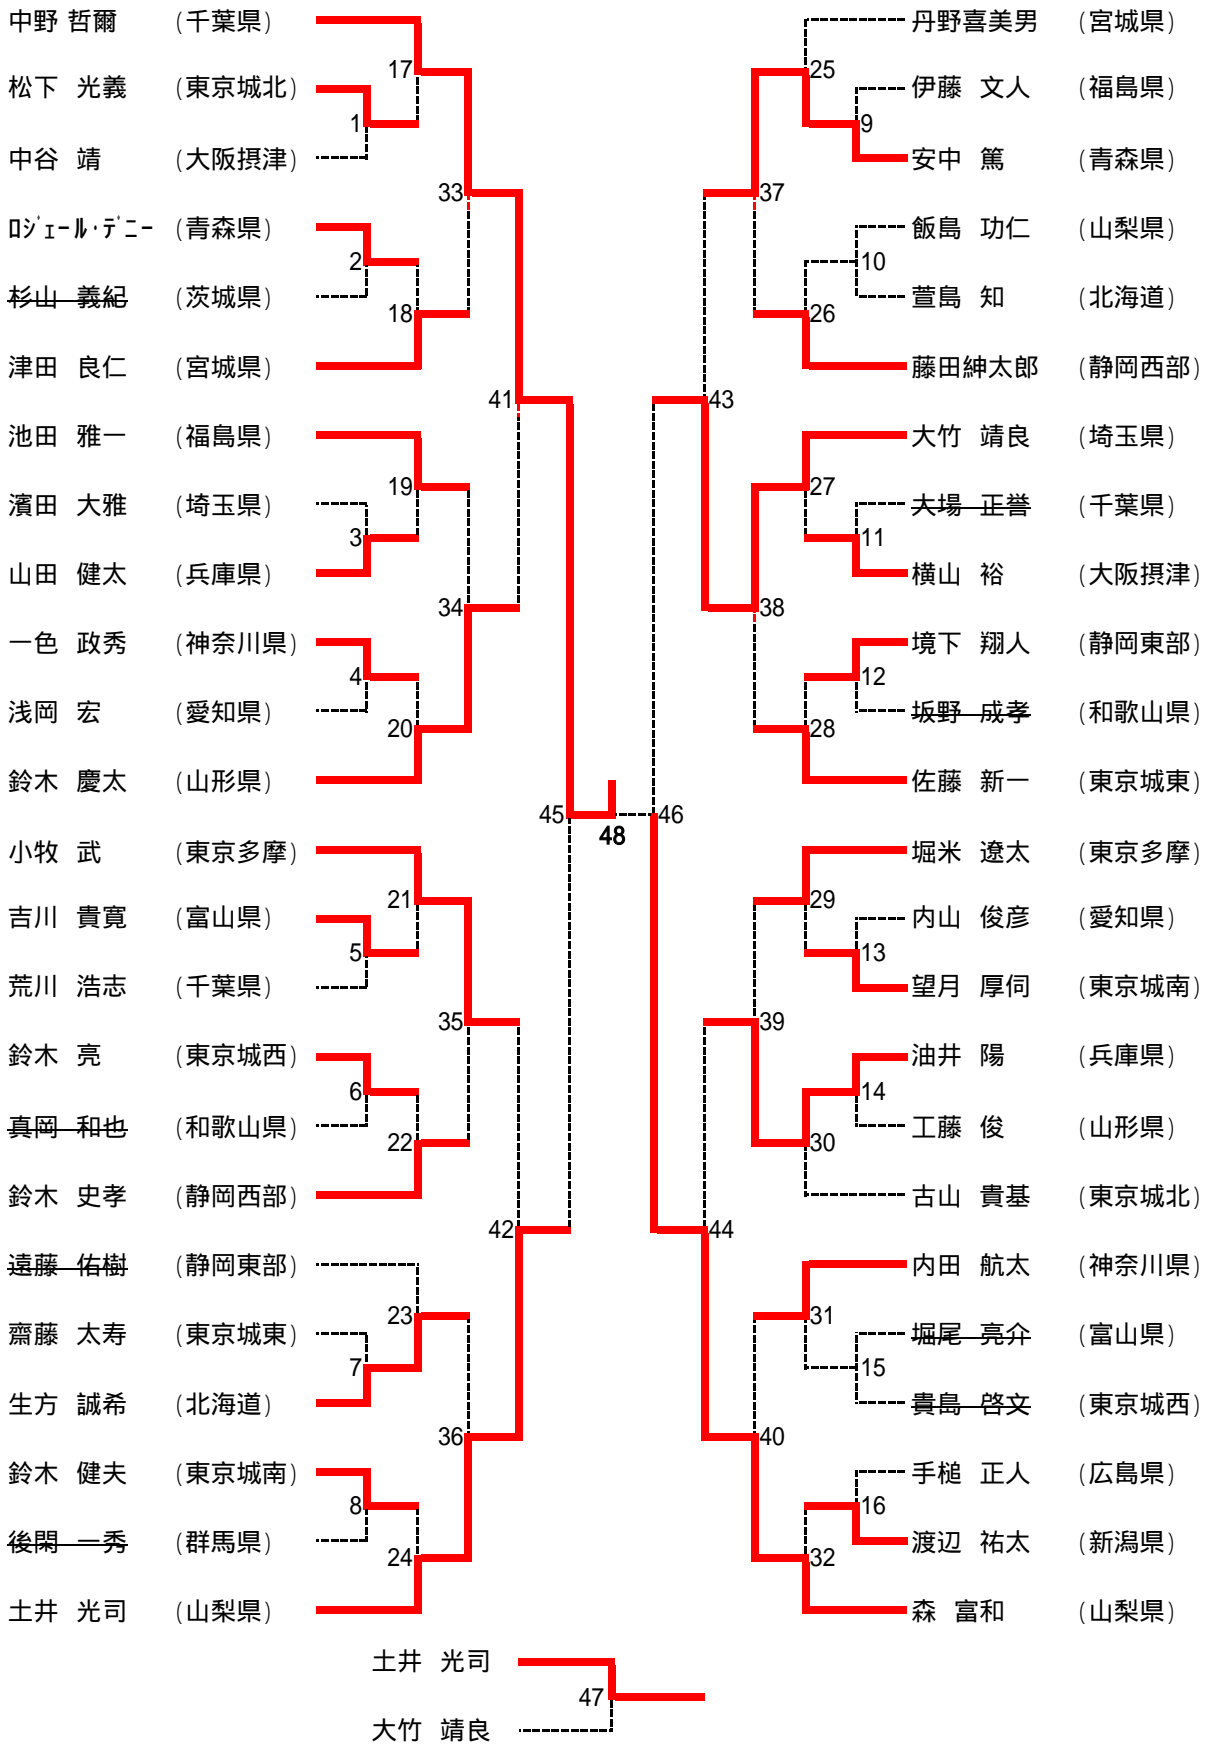 中野 哲爾 (千葉県)
17
松下 光義 (東京城北)
1
中谷 靖 (大阪摂津)
33
ﾛｼﾞｪｰﾙ･ﾃﾞﾆｰ (青森県)
2
杉山 義紀 (茨城県)
18
津田 良仁 (宮城県)
41
池田 雅一 (福島県)
19
濱田 大雅 (埼玉県)
3
山田 健太 (兵庫県)
34
一色 政秀 (神奈川県)
4
浅岡 宏 (愛知県)
20
鈴木 慶太 (山形県)
45
小牧 武 (東京多摩)
21
吉川 貴寛 (富山県)
5
荒川 浩志 (千葉県)
35
鈴木 亮 (東京城西)
6
真岡 和也 (和歌山県)
22
鈴木 史孝 (静岡西部)
42
遠藤 佑樹 (静岡東部)
23
齋藤 太寿 (東京城東)
7
生方 誠希 (北海道)
36
鈴木 健夫 (東京城南)
8
後閑 一秀 (群馬県)
24
土井 光司 (山梨県)
48
丹野喜美男 (宮城県)
25
伊藤 文人 (福島県)
9
安中 篤 (青森県)
37
飯島 功仁 (山梨県)
10
萱島 知 (北海道)
26
藤田紳太郎 (静岡西部)
43
大竹 靖良 (埼玉県)
27
大場 正誉 (千葉県)
11
横山 裕 (大阪摂津)
38
境下 翔人 (静岡東部)
12
坂野 成孝 (和歌山県)
28
佐藤 新一 (東京城東)
46
堀米 遼太 (東京多摩)
29
内山 俊彦 (愛知県)
13
望月 厚伺 (東京城南)
39
油井 陽 (兵庫県)
14
工藤 俊 (山形県)
30
古山 貴基 (東京城北)
44
内田 航太 (神奈川県)
31
堀尾 亮介 (富山県)
15
貴島 啓文 (東京城西)
40
手槌 正人 (広島県)
16
渡辺 祐太 (新潟県)
32
森 富和 (山梨県)
土井 光司
47
大竹 靖良